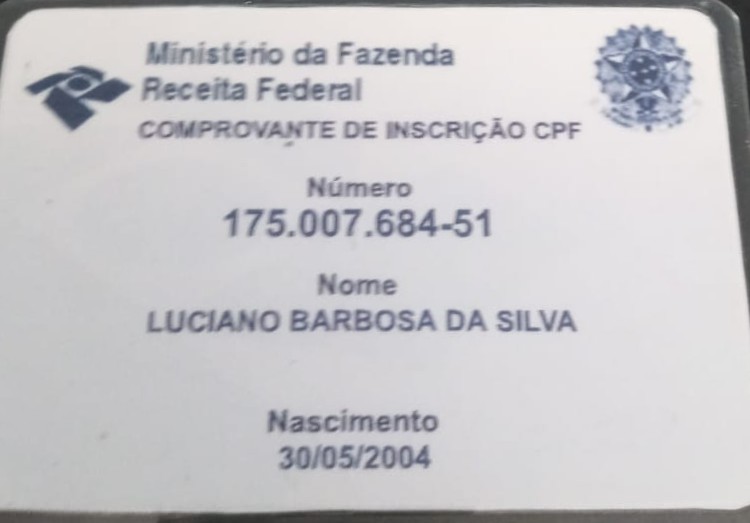 Ministério da Fazenda
Receita Federal
COMPROVANTE DE INSCRIÇÃO CPF
Número
175.007.684-51
Nome
LUCIANO BARBOSA DA SILVA
Nascimento
30/05/2004